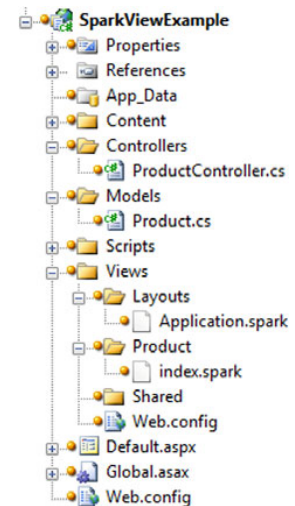 SparkViewExample
Properties
References
App_Data
Content
Controllers
ProductController.cs
Models
Product.cs
Scripts
Views
Layouts
Application.spark
Product
index.spark
Shared
Web.config
Default.aspx
Global.asax
Web.config